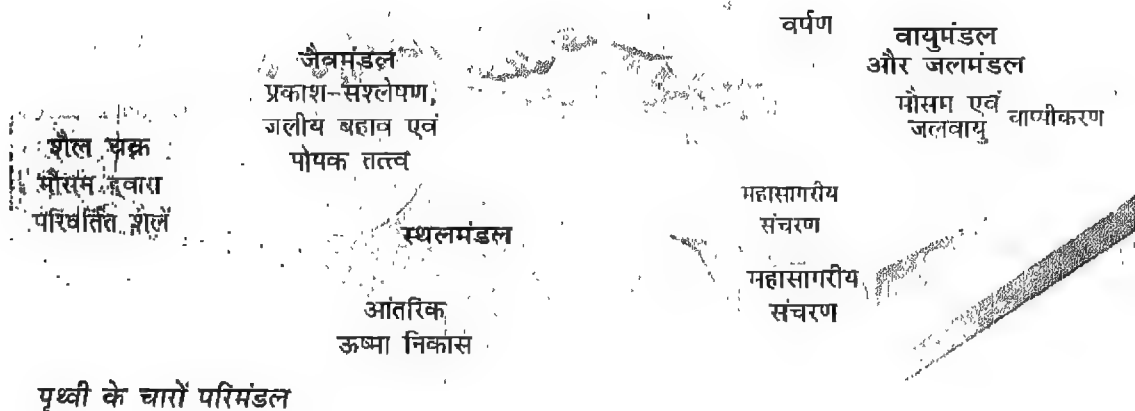 वर्षण
वायुमंडल
और जलमंडल
मौसम एवं
जलवायु
वाष्पीकरण
जैवमंडल
प्रकाश-संश्लेषण,
जलीय बहाव एवं
पोषक तत्त्व
शैल चक्र
मौसम द्वारा
परिवर्तित शैलें
स्थलमंडल
महासागरीय
संचरण
महासागरीय
संचरण
आंतरिक
ऊष्मा निकास
पृथ्वी के चारों परिमंडल